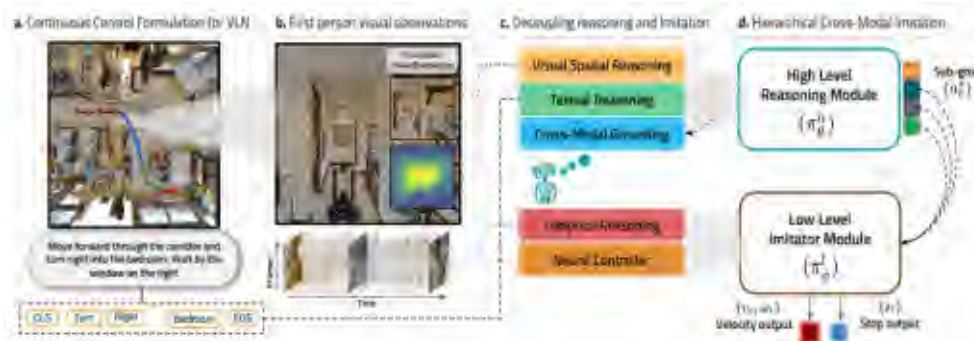 a. Continuous Control Formulation for VLN
b. First person visual observations
c. Decoupling reasoning and Imitation
d. Hierarchical Cross-Modal Imitation
Move forward through the corridor and
turn right into the bedroom. Walk by the
window on the right
CLS
Turn
Right
Bedroom
EOS
Time
Visual Spatial Reasoning
Textual Reasoning
Cross-Modal Grounding
Temporal Reasoning
Neural Controller
High Level
Reasoning Module
Low Level
Imitator Module
Velocity output
Stop output